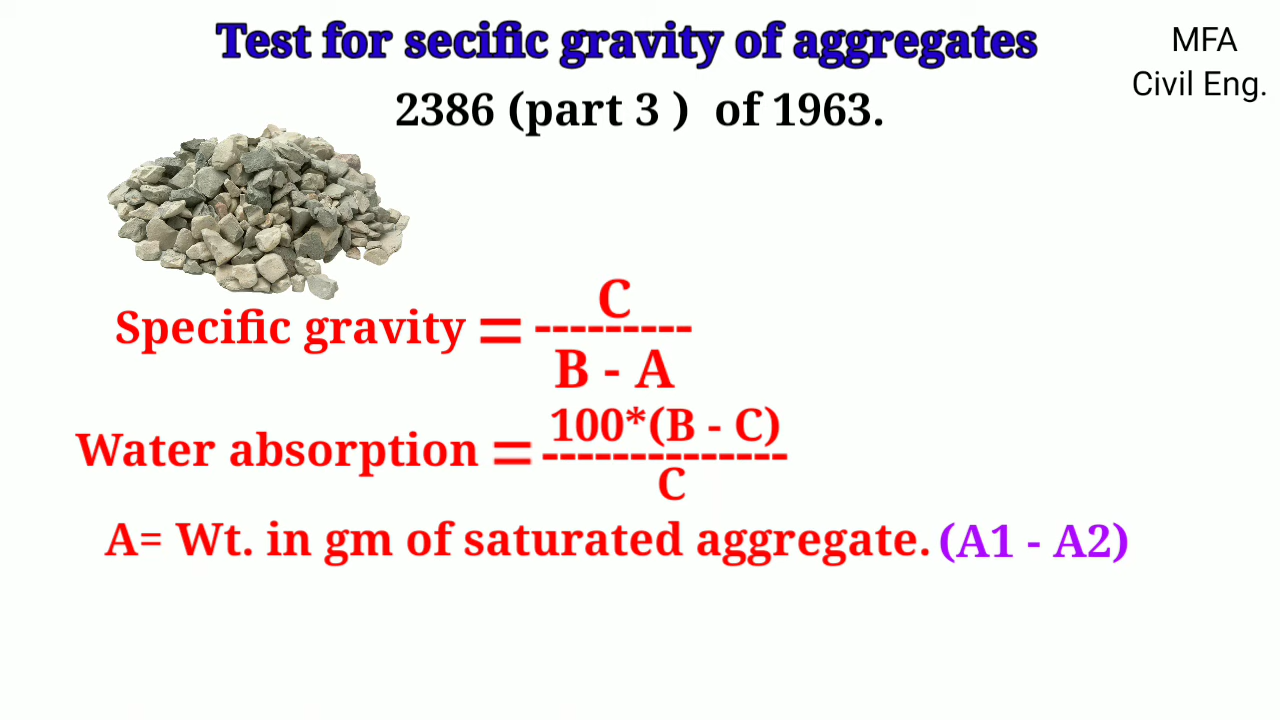 Test for secific gravity of aggregates
MFA
Civil Eng.
2386 (part 3 ) of 1963.
Specific gravity = C
---------
B - A
Water absorption = 100*(B - C)
--------------
C
A= Wt. in gm of saturated aggregate. (A1 - A2)